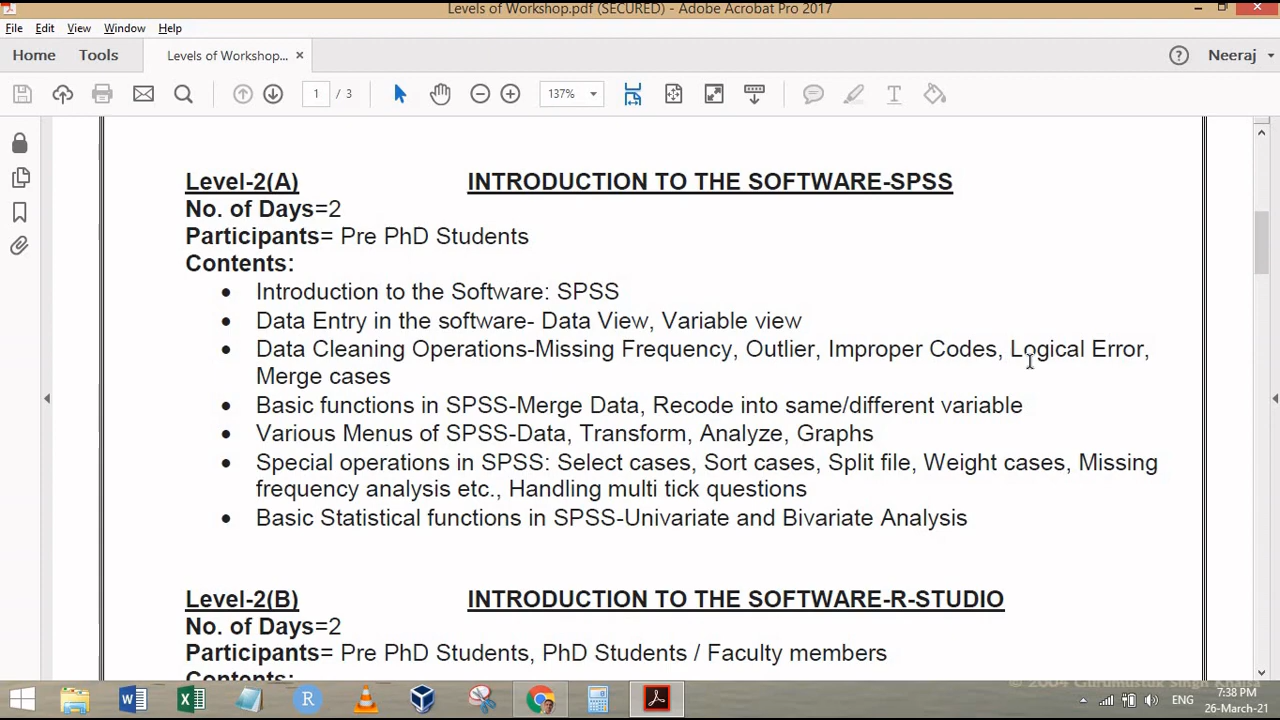 Levels of Workshop.pdf (SECURED) - Adobe Acrobat Pro 2017
File Edit View Window Help
Home Tools Levels of Workshop... × Neeraj
1 / 3 137%
Level-2(A) INTRODUCTION TO THE SOFTWARE-SPSS
No. of Days=2
Participants= Pre PhD Students
Contents:
• Introduction to the Software: SPSS
• Data Entry in the software- Data View, Variable view
• Data Cleaning Operations-Missing Frequency, Outlier, Improper Codes, Logical Error,
Merge cases
• Basic functions in SPSS-Merge Data, Recode into same/different variable
• Various Menus of SPSS-Data, Transform, Analyze, Graphs
• Special operations in SPSS: Select cases, Sort cases, Split file, Weight cases, Missing
frequency analysis etc., Handling multi tick questions
• Basic Statistical functions in SPSS-Univariate and Bivariate Analysis
Level-2(B) INTRODUCTION TO THE SOFTWARE-R-STUDIO
No. of Days=2
Participants= Pre PhD Students, PhD Students / Faculty members
Contents:
© 2004 Gurumustuk Singh Khalsa
ENG 7:38 PM
26-March-21